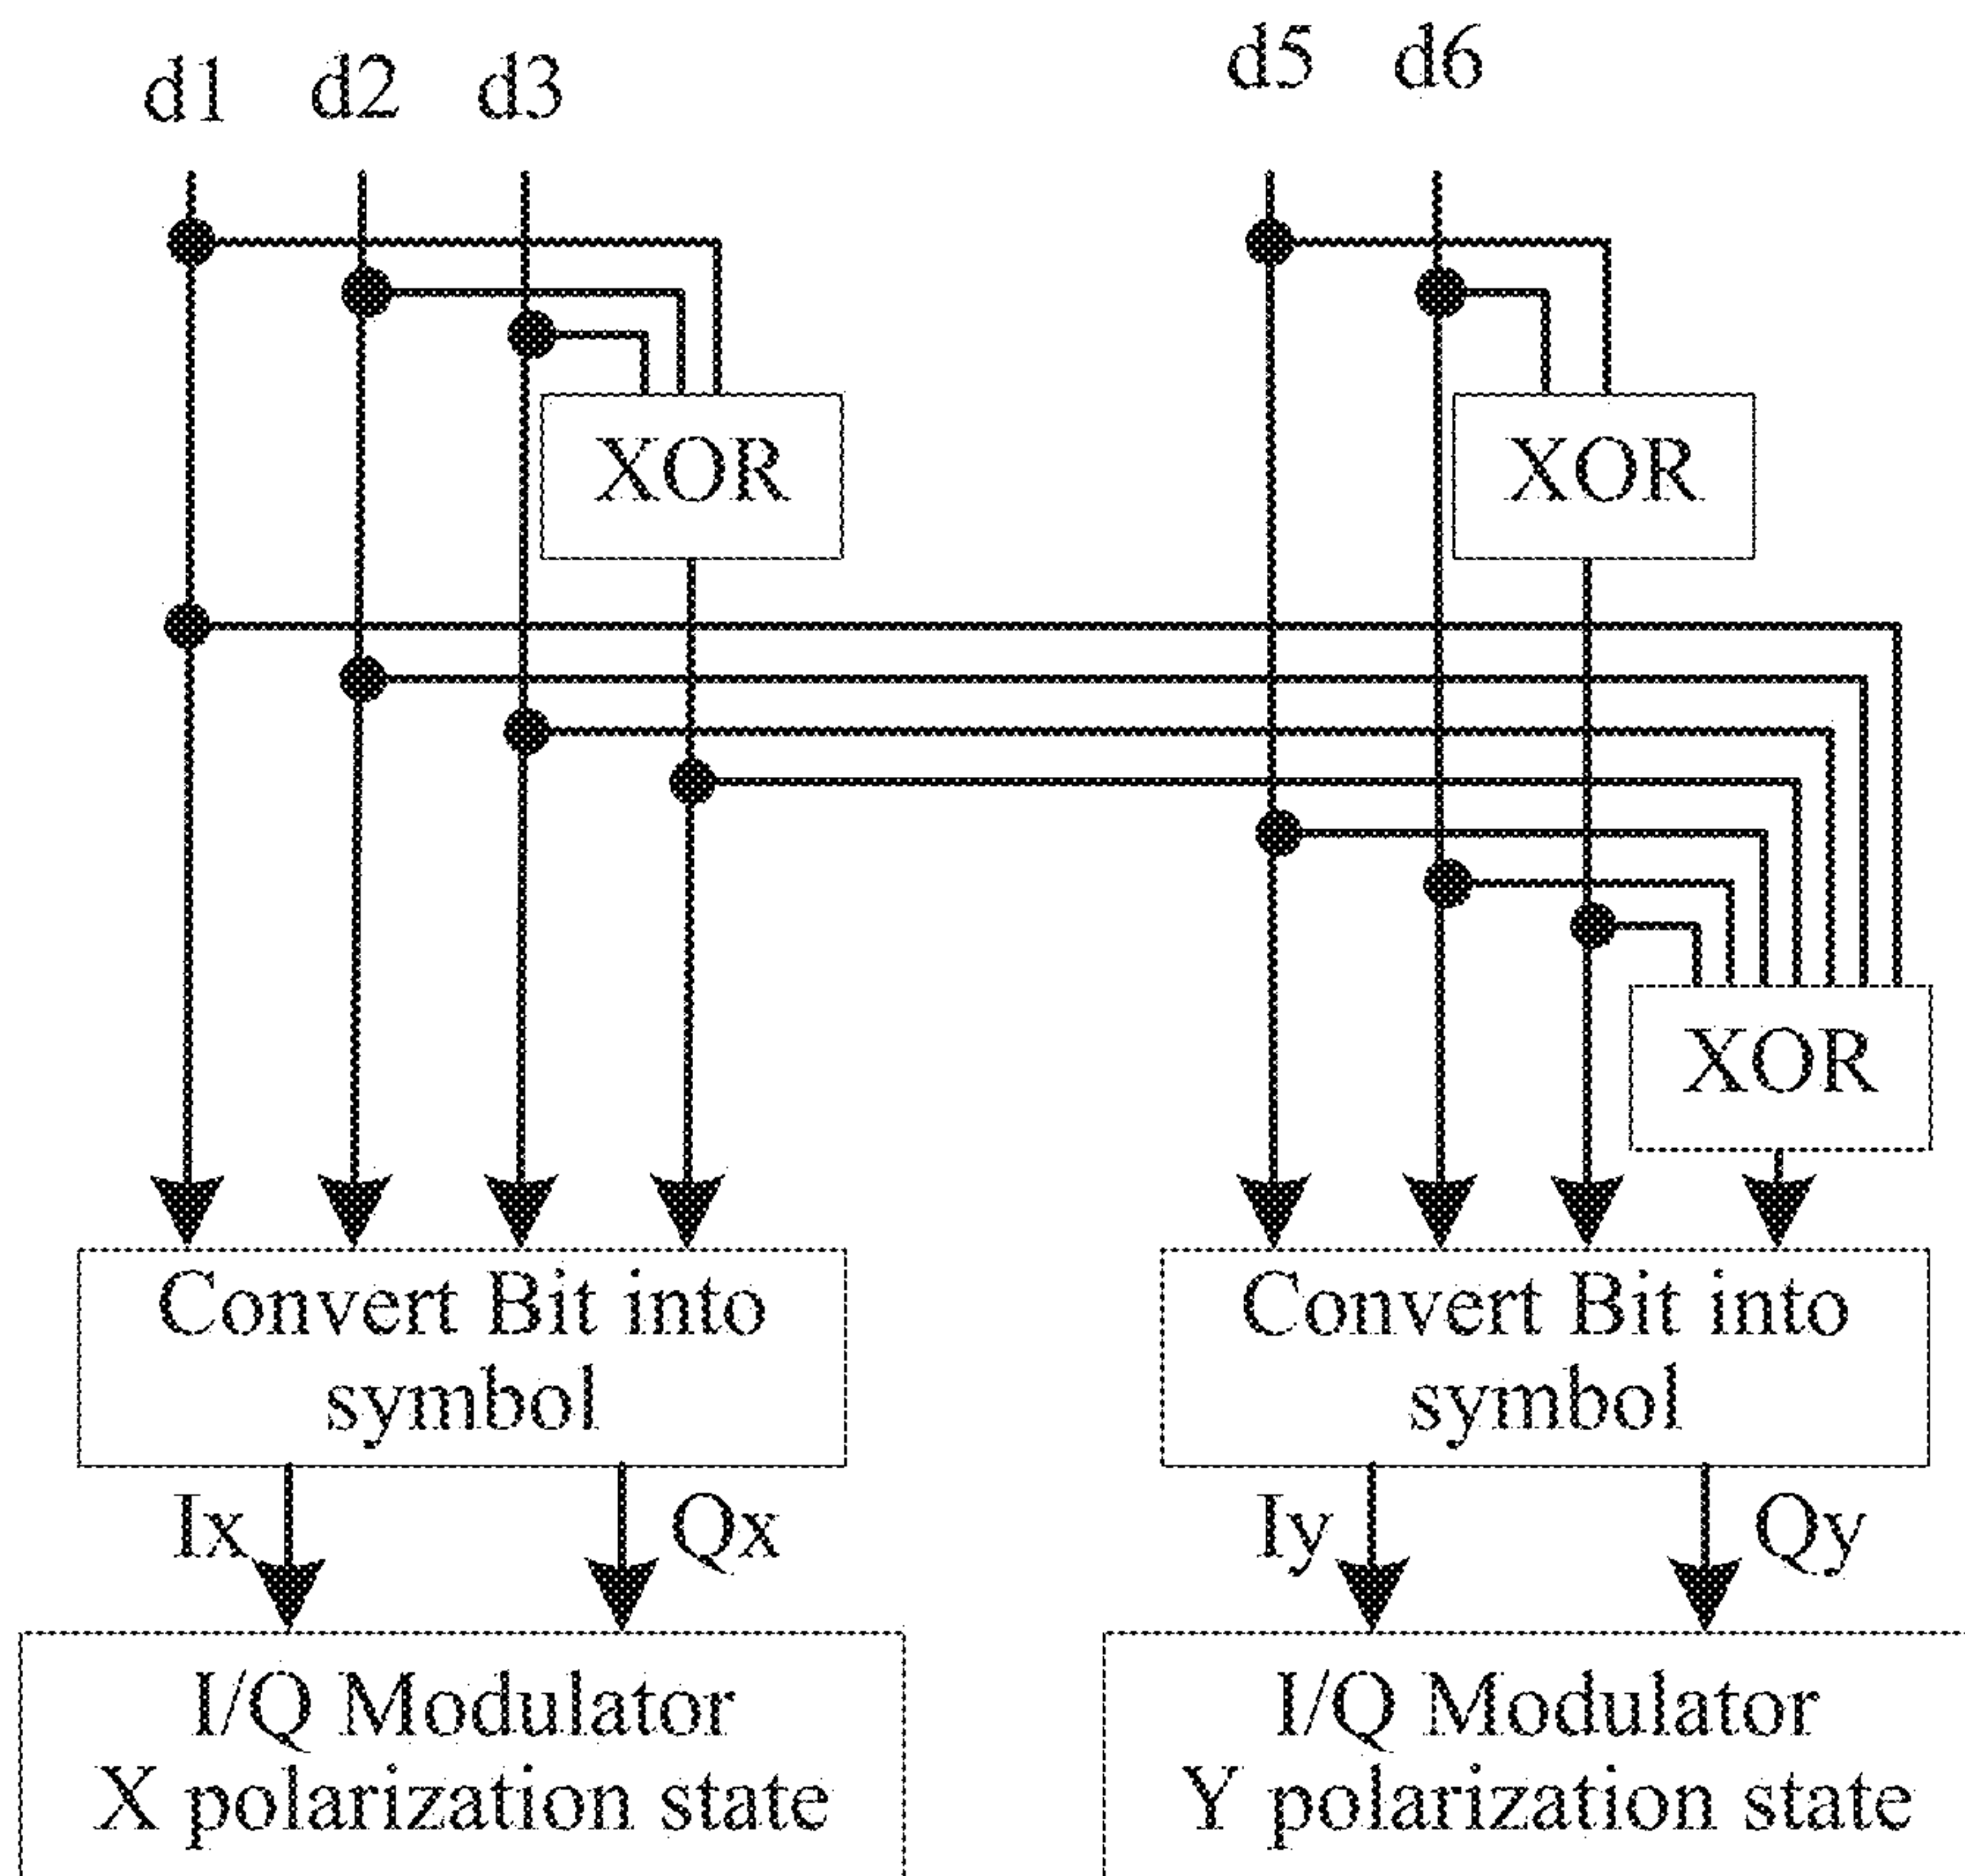 d1 d2 d3 d5 d6
XOR XOR
XOR
Convert Bit into
symbol
Convert Bit into
symbol
Ix Qx Iy Qy
I/Q Modulator
X polarization state
I/Q Modulator
Y polarization state